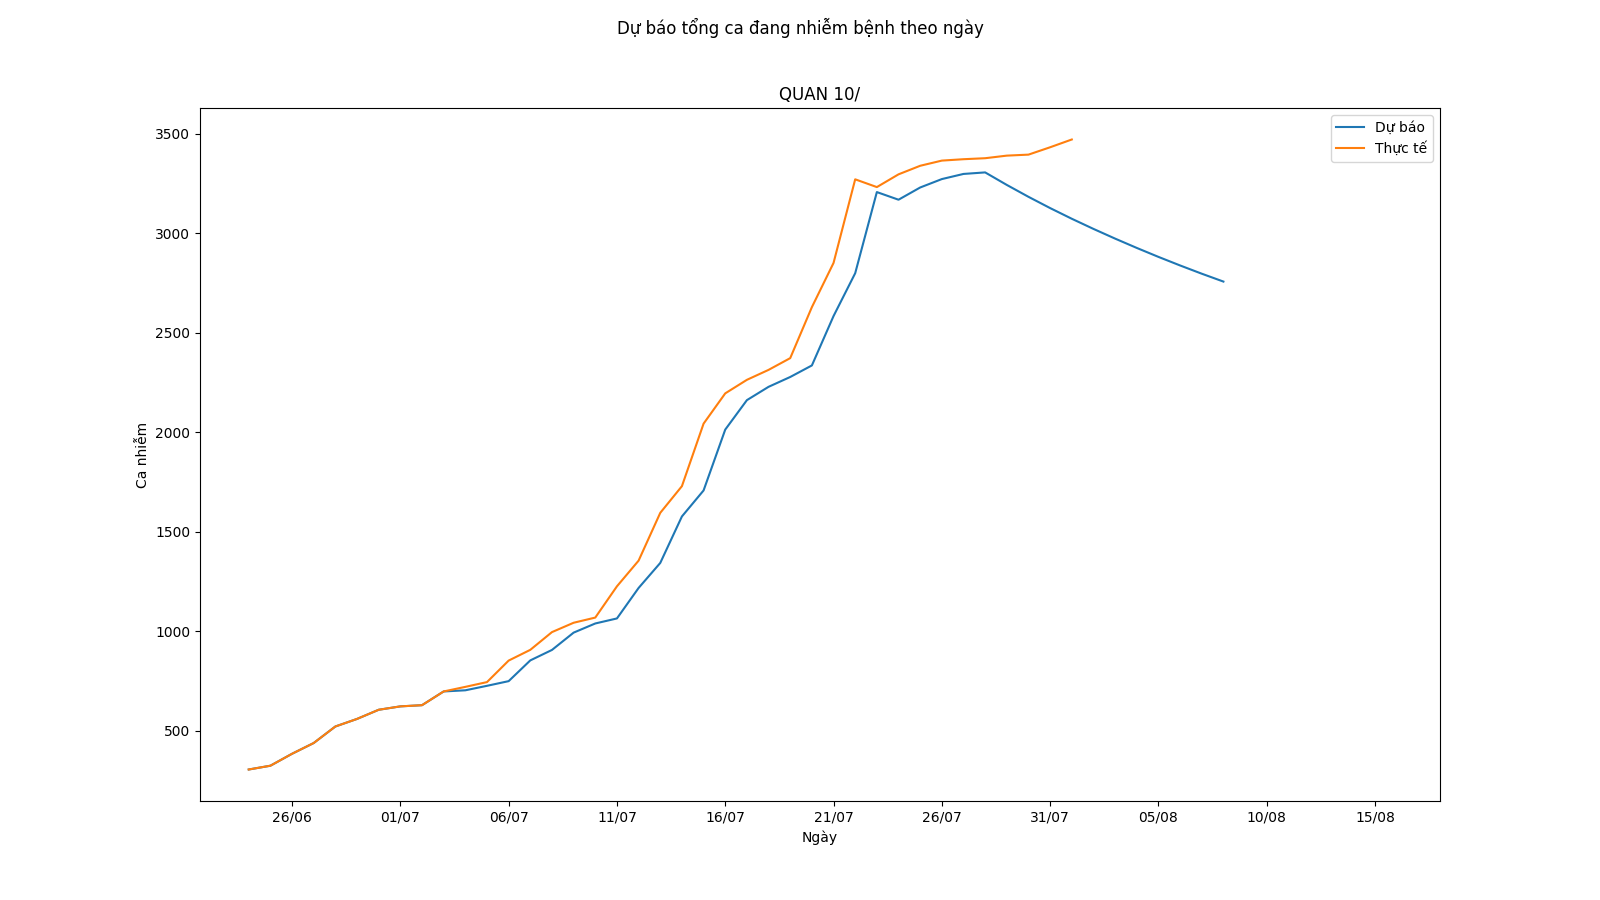 Dự báo tổng ca đang nhiễm bệnh theo ngày
QUAN 10/
Dự báo
Thực tế
3500
3000
2500
2000
1500
1000
500
Ca nhiễm
26/06 01/07 06/07 11/07 16/07 21/07 26/07 31/07 05/08 10/08 15/08
Ngày